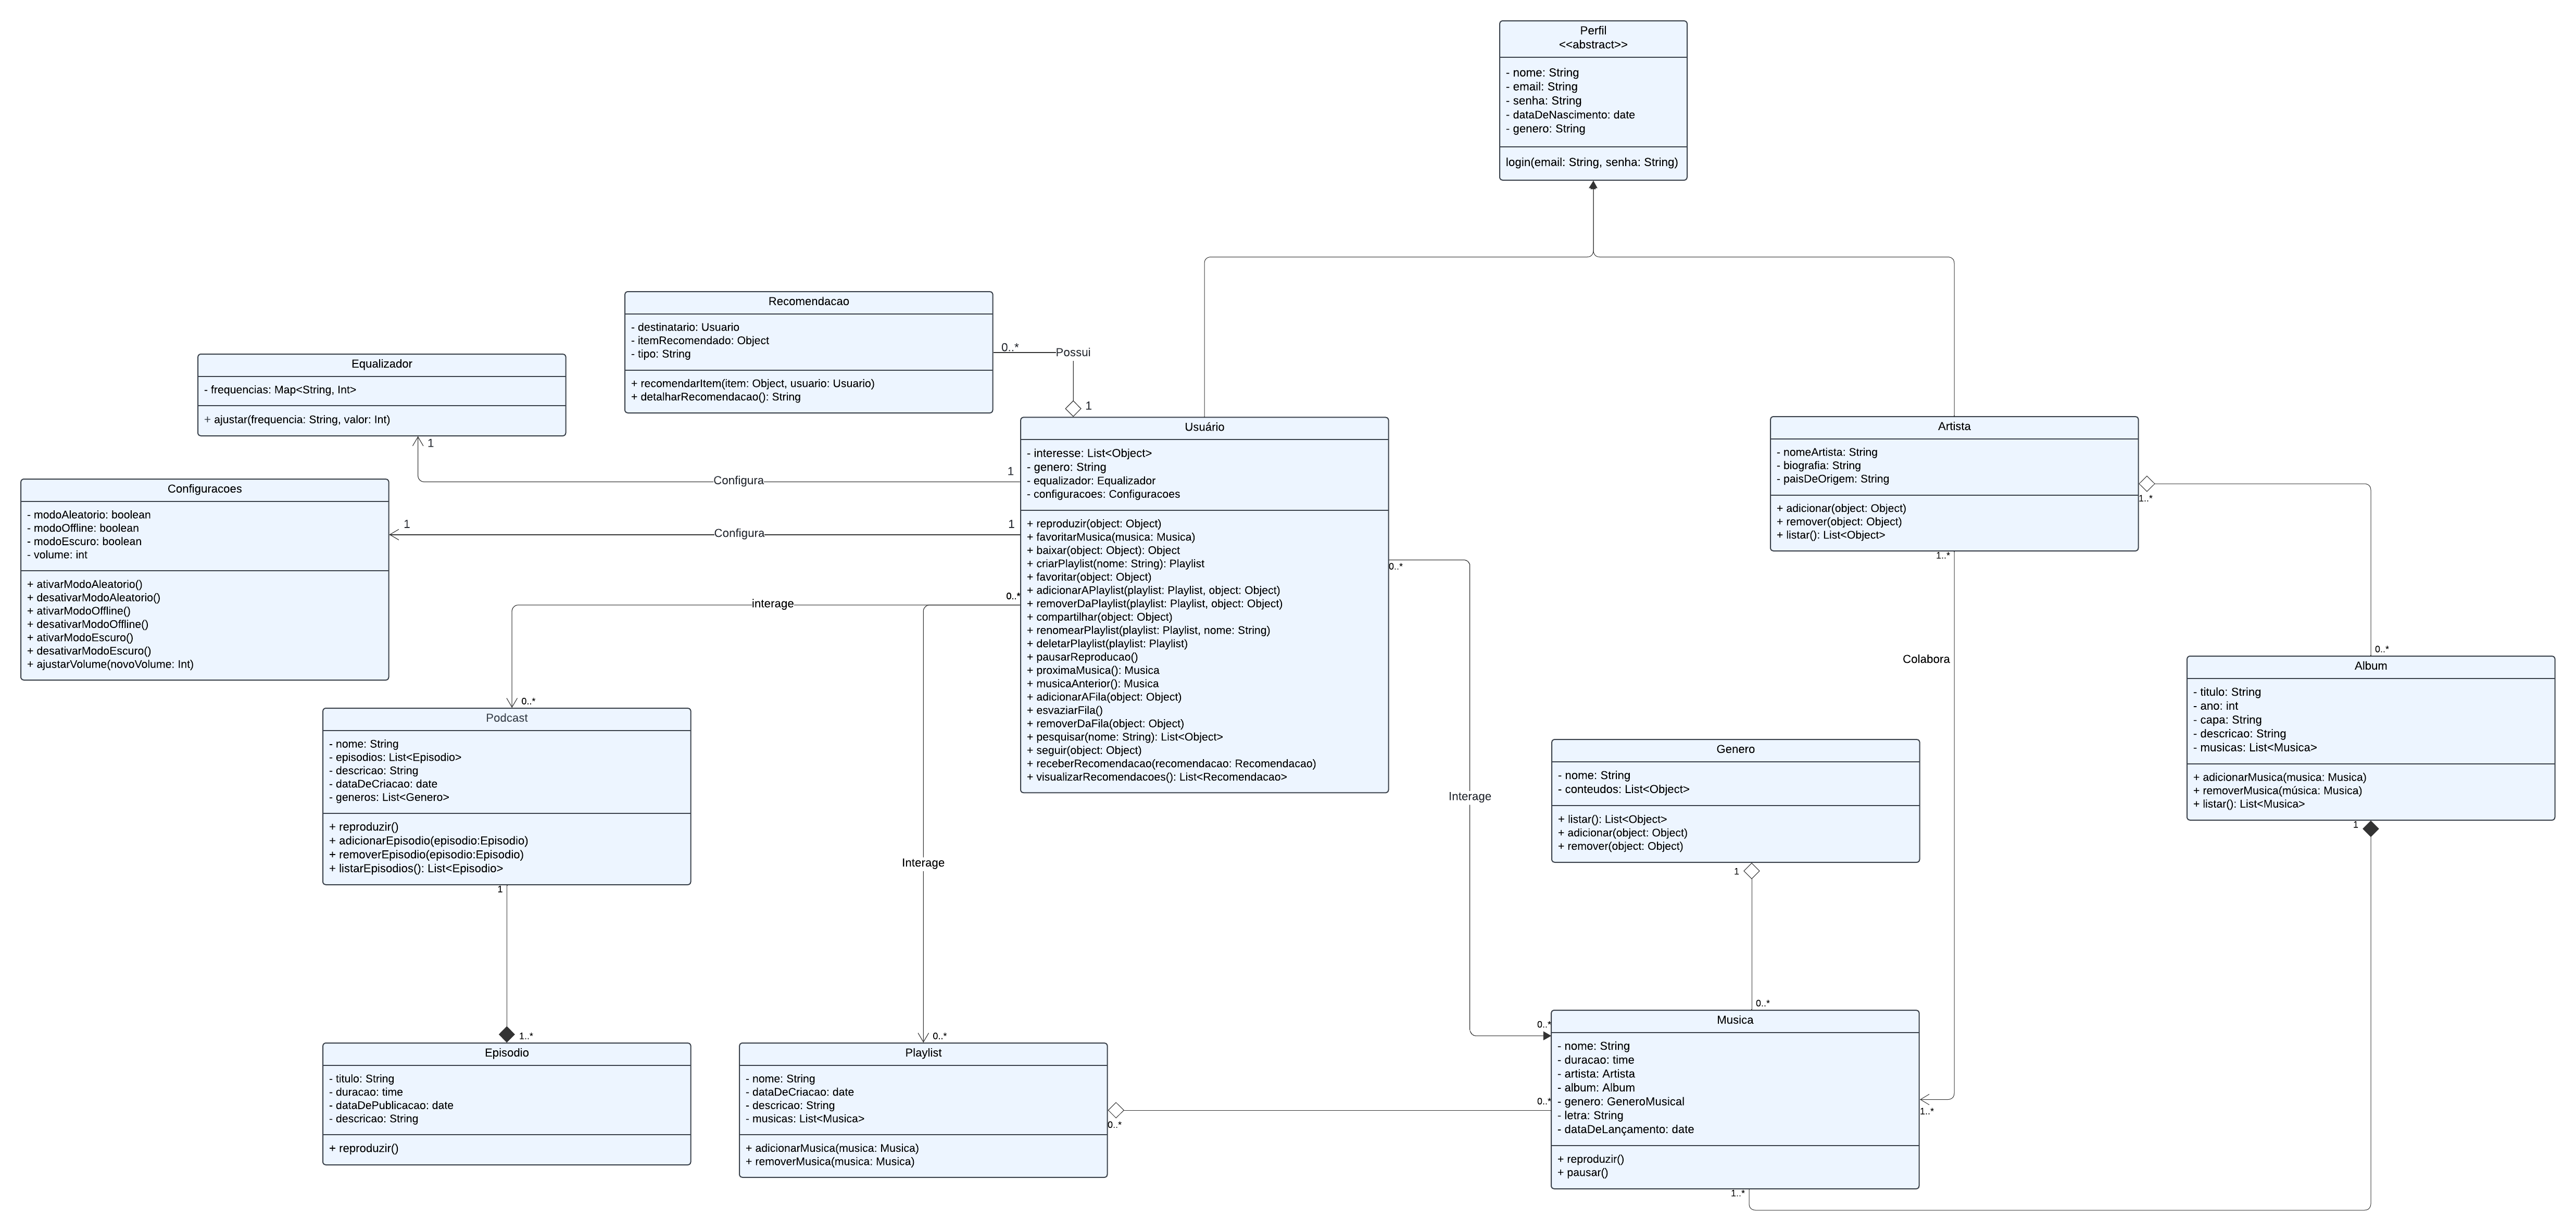 Perfil
<<abstract>>
- nome: String
- email: String
- senha: String
- dataDeNascimento: date
- genero: String
login(email: String, senha: String)
Recomendacao
- destinatario: Usuario
- itemRecomendado: Object
- tipo: String
+ recomendarItem(item: Object, usuario: Usuario)
+ detalharRecomendacao(): String
0..*
Possui
1
Equalizador
- frequencias: Map<String, Int>
+ ajustar(frequencia: String, valor: Int)
1
Configura
1
Configuracoes
- modoAleatorio: boolean
- modoOffline: boolean
- modoEscuro: boolean
- volume: int
+ ativarModoAleatorio()
+ desativarModoAleatorio()
+ ativarModoOffline()
+ desativarModoOffline()
+ ativarModoEscuro()
+ desativarModoEscuro()
+ ajustarVolume(novoVolume: Int)
1
Configura
1
Usuário
- interesse: List<Object>
- genero: String
- equalizador: Equalizador
- configuracoes: Configuracoes
+ reproduzir(object: Object)
+ favoritarMusica(musica: Musica)
+ baixar(object: Object): Object
+ criarPlaylist(nome: String): Playlist
+ favoritar(object: Object)
+ adicionarAPlaylist(playlist: Playlist, object: Object)
+ removerDaPlaylist(playlist: Playlist, object: Object)
+ compartilhar(object: Object)
+ renomearPlaylist(playlist: Playlist, nome: String)
+ deletarPlaylist(playlist: Playlist)
+ pausarReproducao()
+ proximaMusica(): Musica
+ musicaAnterior(): Musica
+ adicionarAFila(object: Object)
+ esvaziarFila()
+ removerDaFila(object: Object)
+ pesquisar(nome: String): List<Object>
+ seguir(object: Object)
+ receberRecomendacao(recomendacao: Recomendacao)
+ visualizarRecomendacoes(): List<Recomendacao>
0..*
interage
0..*
0..*
Interage
0..*
Artista
- nomeArtista: String
- biografia: String
- paisDeOrigem: String
+ adicionar(object: Object)
+ remover(object: Object)
+ listar(): List<Object>
1..*
1..*
Colabora
1..*
0..*
Album
- titulo: String
- ano: int
- capa: String
- descricao: String
- musicas: List<Musica>
+ adicionarMusica(musica: Musica)
+ removerMusica(música: Musica)
+ listar(): List<Musica>
1
Podcast
- nome: String
- episodios: List<Episodio>
- descricao: String
- dataDeCriacao: date
- generos: List<Genero>
+ reproduzir()
+ adicionarEpisodio(episodio:Episodio)
+ removerEpisodio(episodio:Episodio)
+ listarEpisodios(): List<Episodio>
1
1..*
Genero
- nome: String
- conteudos: List<Object>
+ listar(): List<Object>
+ adicionar(object: Object)
+ remover(object: Object)
1
0..*
Interage
0..*
Episodio
- titulo: String
- duracao: time
- dataDePublicacao: date
- descricao: String
+ reproduzir()
Playlist
- nome: String
- dataDeCriacao: date
- descricao: String
- musicas: List<Musica>
+ adicionarMusica(musica: Musica)
+ removerMusica(musica: Musica)
0..*
0..*
Musica
- nome: String
- duracao: time
- artista: Artista
- album: Album
- genero: GeneroMusical
- letra: String
- dataDeLançamento: date
+ reproduzir()
+ pausar()
1..*